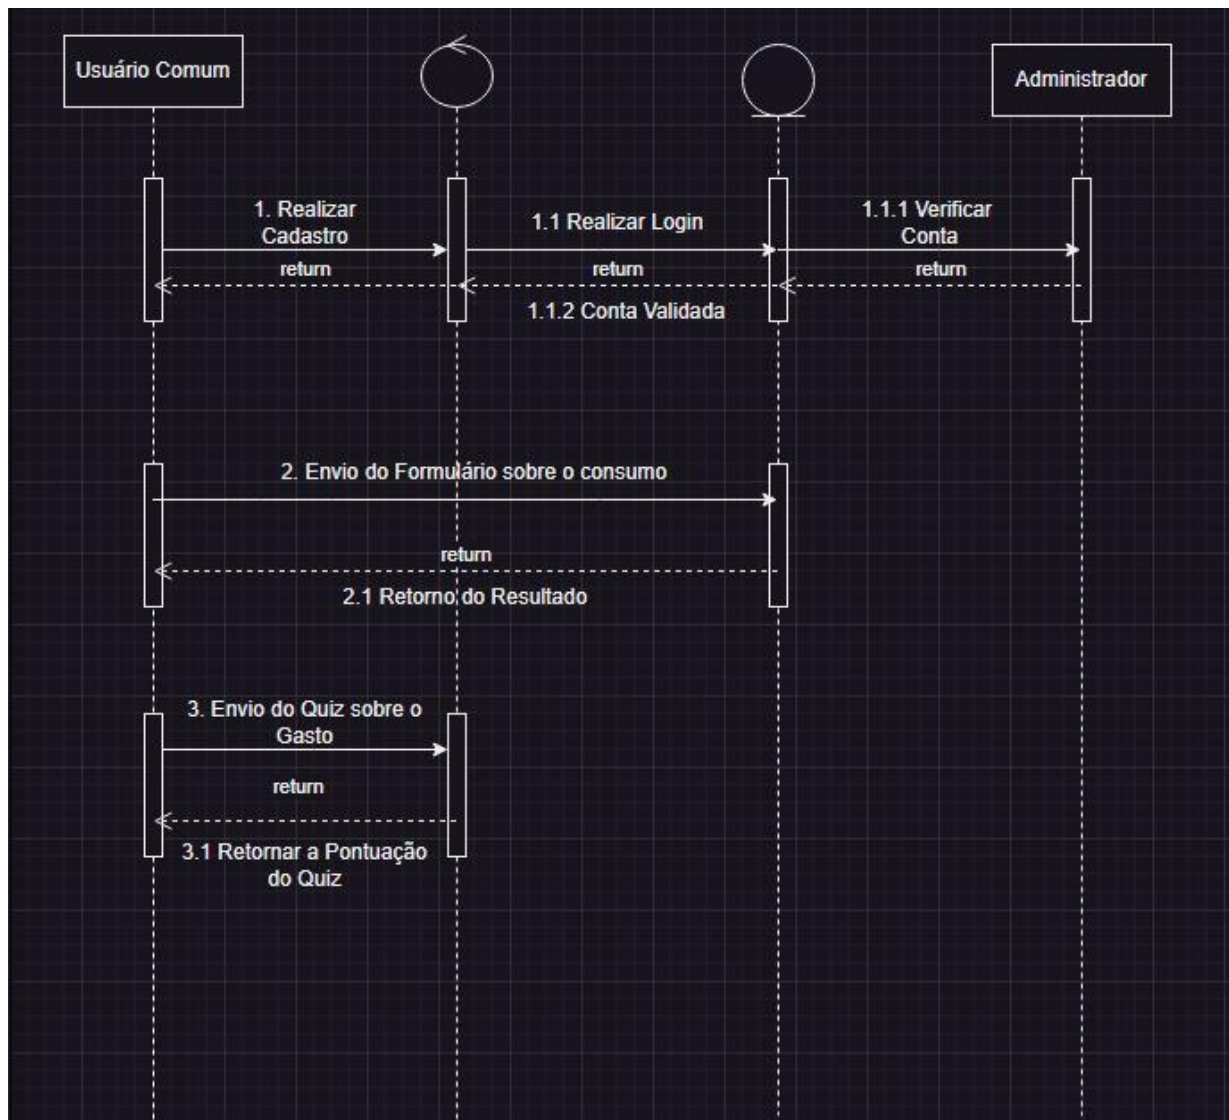 Usuário Comum
Administrador
1. Realizar
Cadastro
1.1 Realizar Login
1.1.1 Verificar
Conta
return
return
return
1.1.2 Conta Validada
2. Envio do Formulário sobre o consumo
return
2.1 Retorno do Resultado
3. Envio do Quiz sobre o
Gasto
return
3.1 Retornar a Pontuação
do Quiz